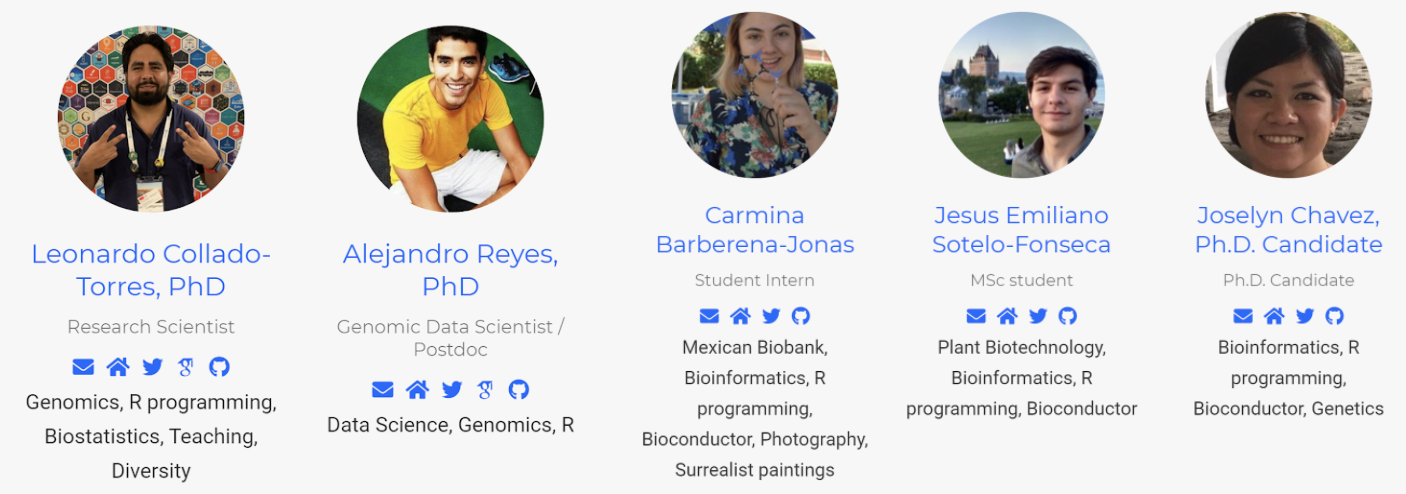 Leonardo Collado-
Torres, PhD
Research Scientist
Genomics, R programming,
Biostatistics, Teaching,
Diversity
Alejandro Reyes,
PhD
Genomic Data Scientist /
Postdoc
Data Science, Genomics, R
Carmina
Barberena-Jonas
Student Intern
Mexican Biobank,
Bioinformatics, R
programming,
Bioconductor, Photography,
Surrealist paintings
Jesus Emiliano
Sotelo-Fonseca
MSc student
Plant Biotechnology,
Bioinformatics, R
programming, Bioconductor
Joselyn Chavez,
Ph.D. Candidate
Ph.D. Candidate
Bioinformatics, R
programming,
Bioconductor, Genetics